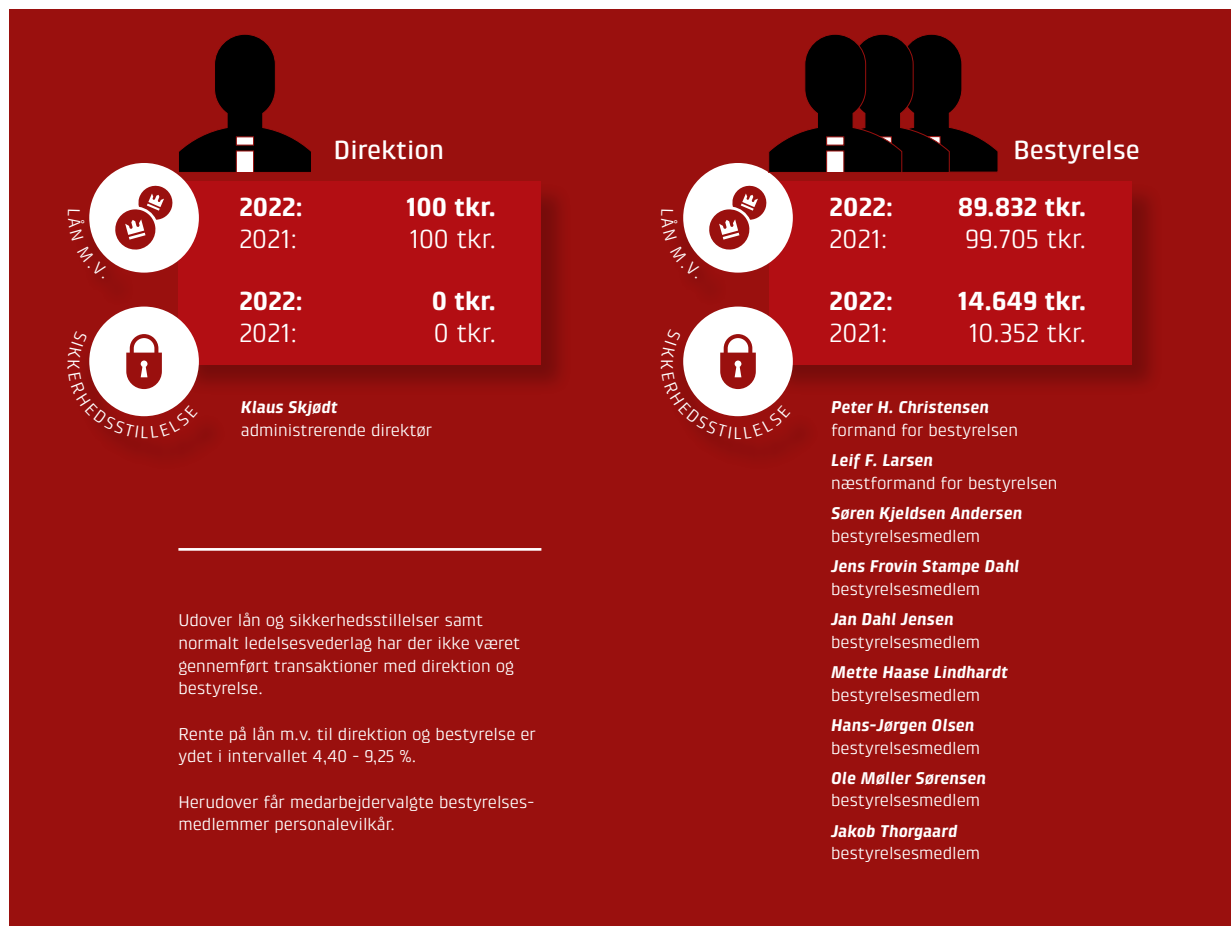 Direktion
LÅN M.V.
2022: 100 tkr.
2021: 100 tkr.
SIKKERHEDSSTILLELSE
2022: 0 tkr.
2021: 0 tkr.
Klaus Skjødt
administrerende direktør
Udover lån og sikkerhedsstillelser samt
normalt ledelsesvederlag har der ikke været
gennemført transaktioner med direktion og
bestyrelse.
Rente på lån m.v. til direktion og bestyrelse er
ydet i intervallet 4,40 - 9,25 %.
Herudover får medarbejdervalgte bestyrelses-
medlemmer personalevilkår.
Bestyrelse
LÅN M.V.
2022: 89.832 tkr.
2021: 99.705 tkr.
SIKKERHEDSSTILLELSE
2022: 14.649 tkr.
2021: 10.352 tkr.
Peter H. Christensen
formand for bestyrelsen
Leif F. Larsen
næstformand for bestyrelsen
Søren Kjeldsen Andersen
bestyrelsesmedlem
Jens Frovin Stampe Dahl
bestyrelsesmedlem
Jan Dahl Jensen
bestyrelsesmedlem
Mette Haase Lindhardt
bestyrelsesmedlem
Hans-Jørgen Olsen
bestyrelsesmedlem
Ole Møller Sørensen
bestyrelsesmedlem
Jakob Thorgaard
bestyrelsesmedlem